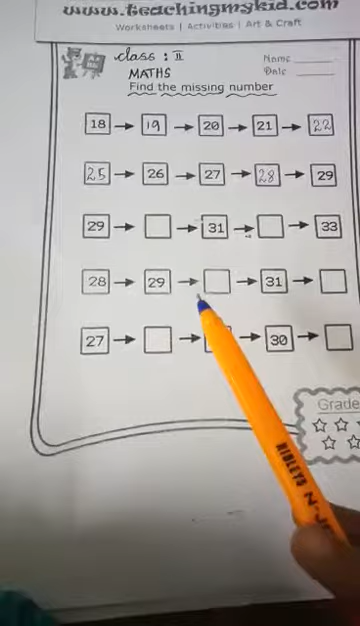 www.teachingmykid.com
Worksheets | Activities | Art & Craft
class : II
Name
MATHS
Date
Find the missing number
18 → 19 → 20 → 21 → 22
25 → 26 → 27 → 28 → 29
29 → → 31 → → 33
28 → 29 → → 31 →
27 → → → 30 →
Grade